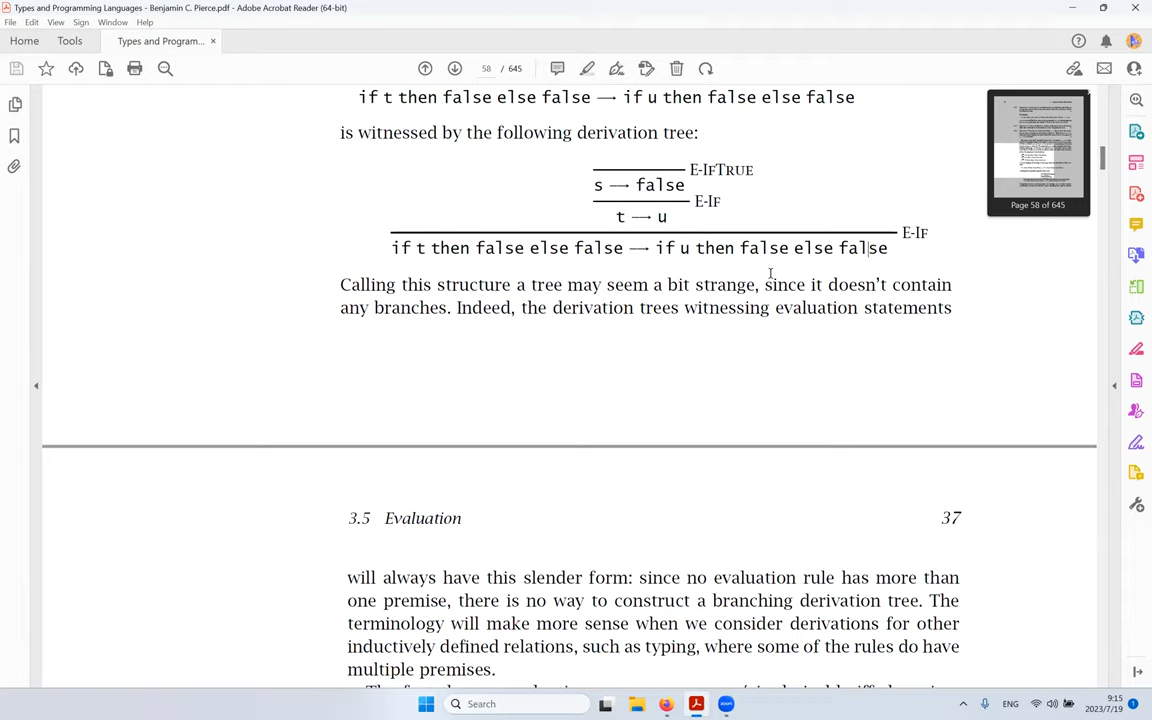 Types and Programming Languages - Benjamin C. Pierce.pdf - Adobe Acrobat Reader (64-bit)
File Edit View Sign Window Help
Home Tools Types and Program... ×
58 / 645
if t then false else false → if u then false else false
is witnessed by the following derivation tree:
E-IFTRUE
s → false
E-IF
t → u
E-IF
if t then false else false → if u then false else false
Calling this structure a tree may seem a bit strange, since it doesn't contain
any branches. Indeed, the derivation trees witnessing evaluation statements
Page 58 of 645
3.5 Evaluation 37
will always have this slender form: since no evaluation rule has more than
one premise, there is no way to construct a branching derivation tree. The
terminology will make more sense when we consider derivations for other
inductively defined relations, such as typing, where some of the rules do have
multiple premises.
Search
ENG
9:15
2023/7/19